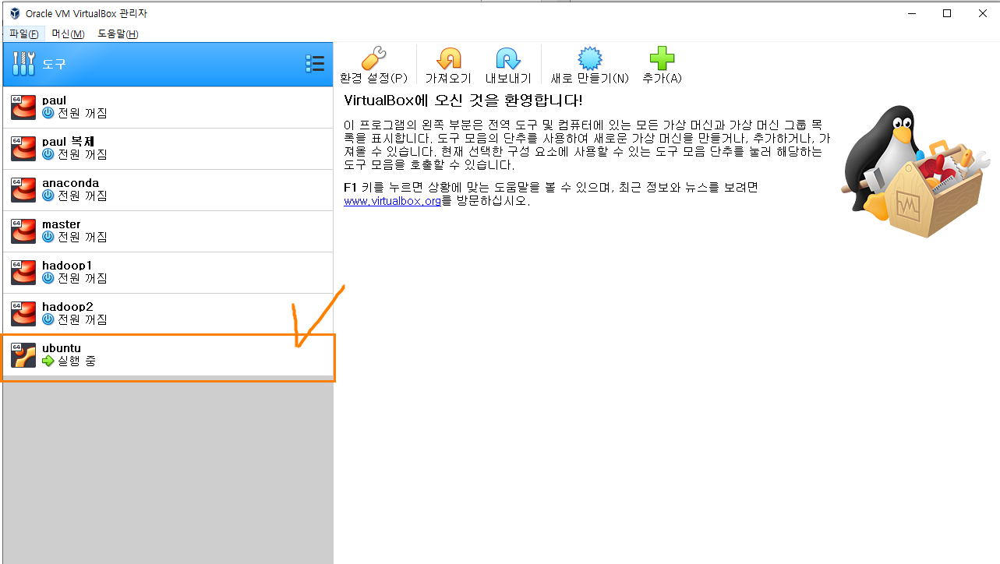 Oracle VM VirtualBox 관리자
파일(F) 머신(M) 도움말(H)
도구
환경 설정(P) 가져오기 내보내기 새로 만들기(N) 추가(A)
64 paul
전원 꺼짐
64 paul 복제
전원 꺼짐
64 anaconda
전원 꺼짐
64 master
전원 꺼짐
64 hadoop1
전원 꺼짐
64 hadoop2
전원 꺼짐
64 ubuntu
실행 중
VirtualBox에 오신 것을 환영합니다!
이 프로그램의 왼쪽 부분은 전역 도구 및 컴퓨터에 있는 모든 가상 머신과 가상 머신 그룹 목
록을 표시합니다. 도구 모음의 단추를 사용하여 새로운 가상 머신을 만들거나, 추가하거나, 가
져올 수 있습니다. 현재 선택한 구성 요소에 사용할 수 있는 도구 모음 단추를 눌러 해당하는
도구 모음을 호출할 수 있습니다.
F1 키를 누르면 상황에 맞는 도움말을 볼 수 있으며, 최근 정보와 뉴스를 보려면
www.virtualbox.org를 방문하십시오.